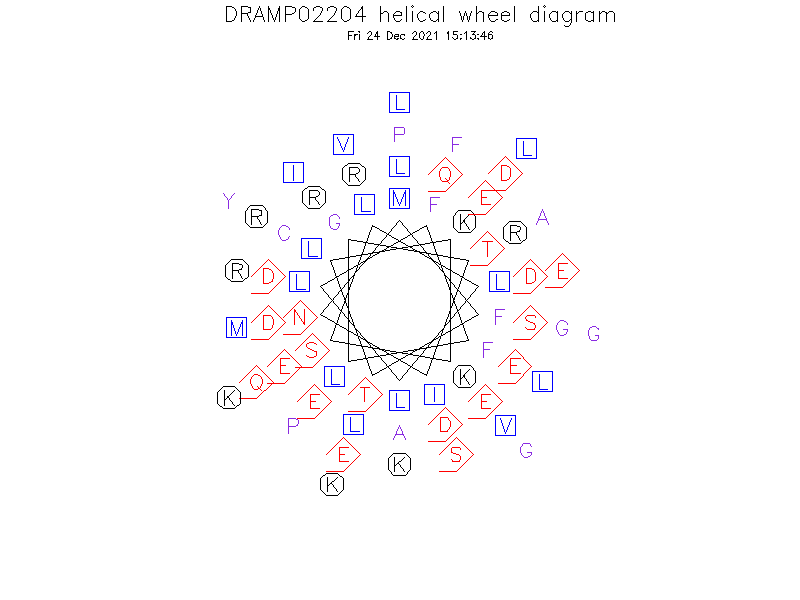 DRAMP02204 helical wheel diagram
Fri 24 Dec 2021 15:13:46
L
P
V F L
I R L Q D
Y R L M F E
R G K A
C R
L T
R D L L D E
M D N F S G G
S F
E E
Q L K L
K E T L I E
P L A D V
E K S G
K